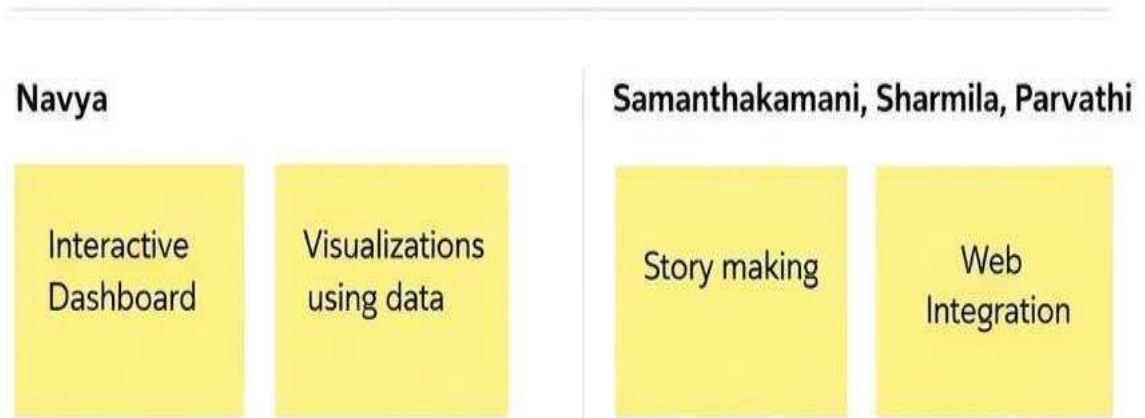 Navya
Interactive
Dashboard
Visualizations
using data
Samanthakamani, Sharmila, Parvathi
Story making
Web
Integration